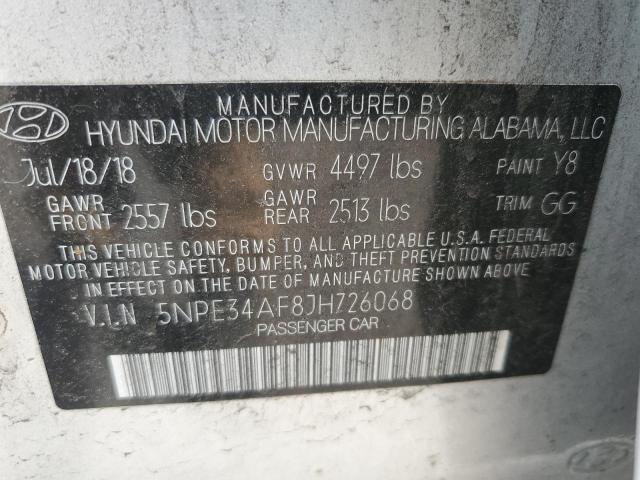 MANUFACTURED BY
HYUNDAI MOTOR MANUFACTURING ALABAMA, LLC
Jul/18/18 GVWR 4497 lbs PAINT Y8
GAWR FRONT 2557 lbs GAWR REAR 2513 lbs TRIM GG
THIS VEHICLE CONFORMS TO ALL APPLICABLE U.S.A. FEDERAL
MOTOR VEHICLE SAFETY, BUMPER, AND THEFT PREVENTION STANDARDS
IN EFFECT ON THE DATE OF MANUFACTURE SHOWN ABOVE
V.I.N 5NPE34AF8JH726068
PASSENGER CAR